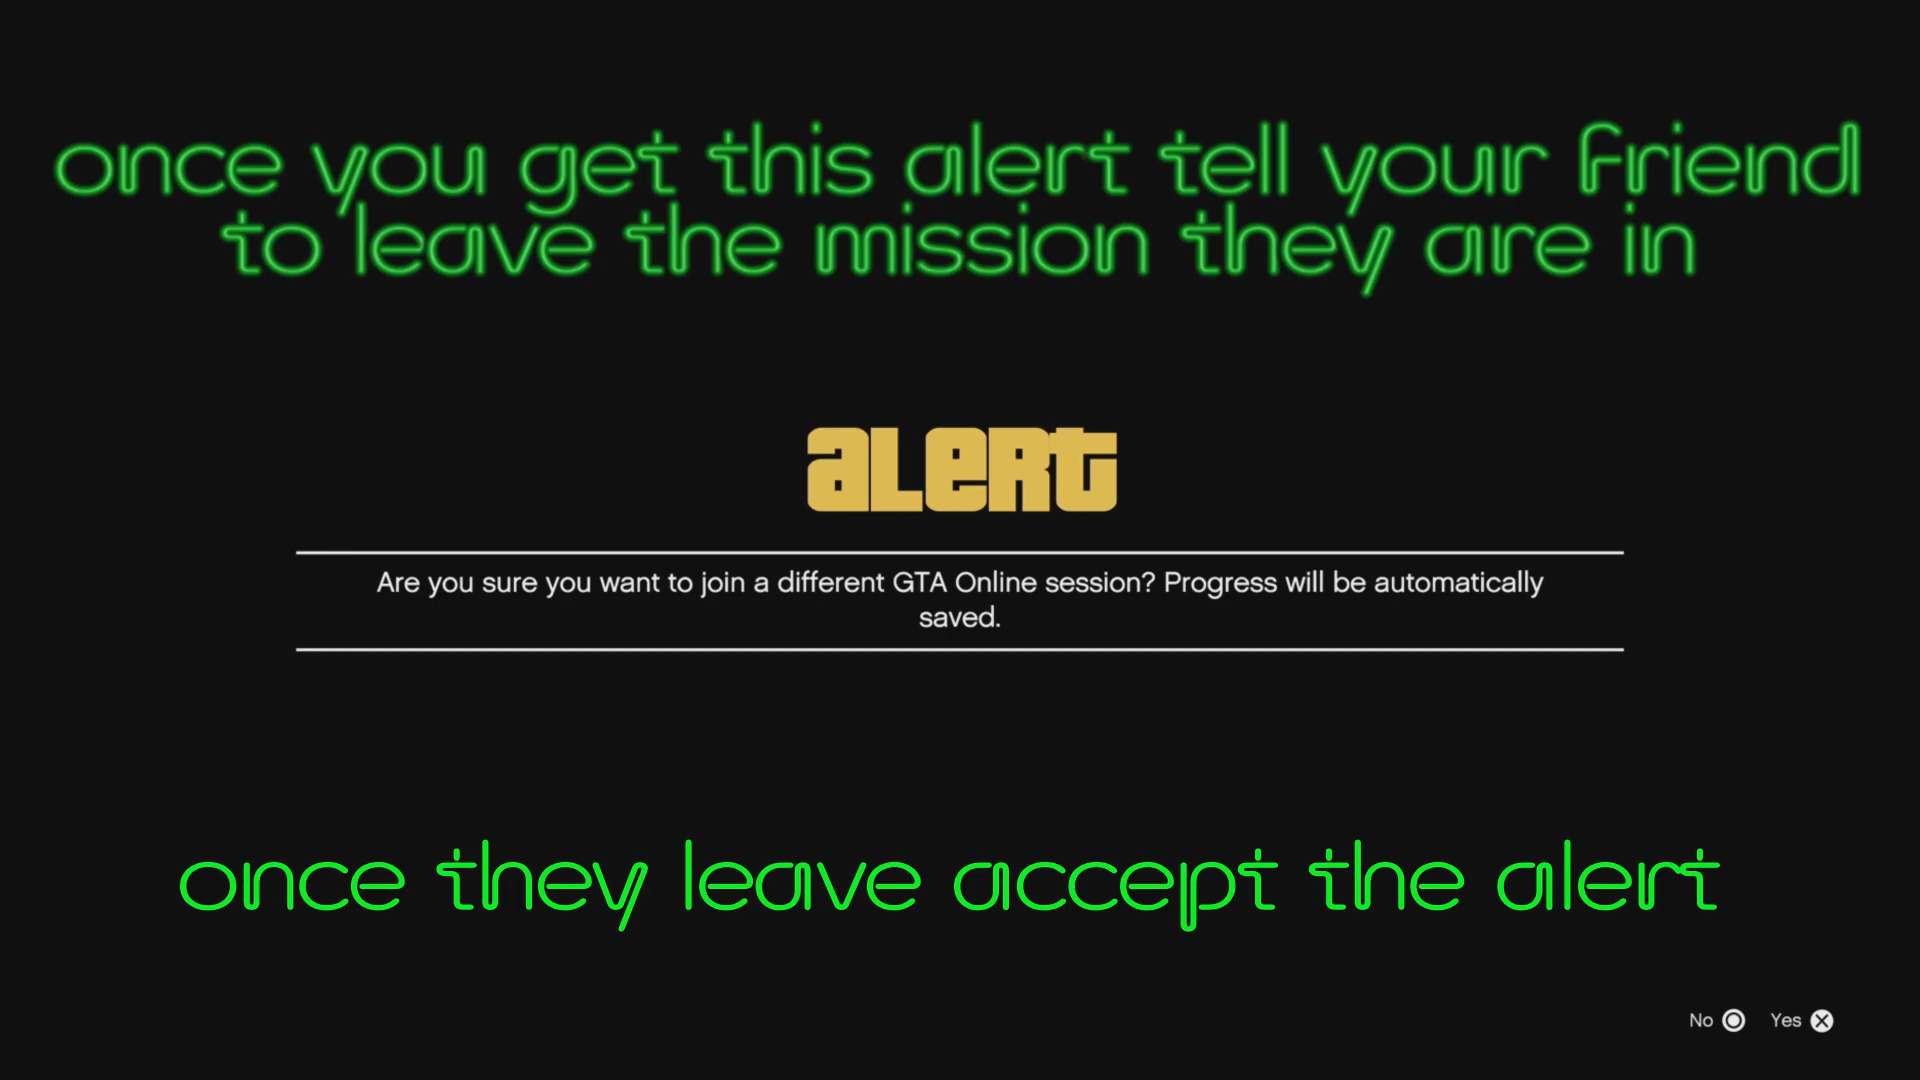 once you get this alert tell your friend
to leave the mission they are in
alert
Are you sure you want to join a different GTA Online session? Progress will be automatically
saved.
once they leave accept the alert
No Yes